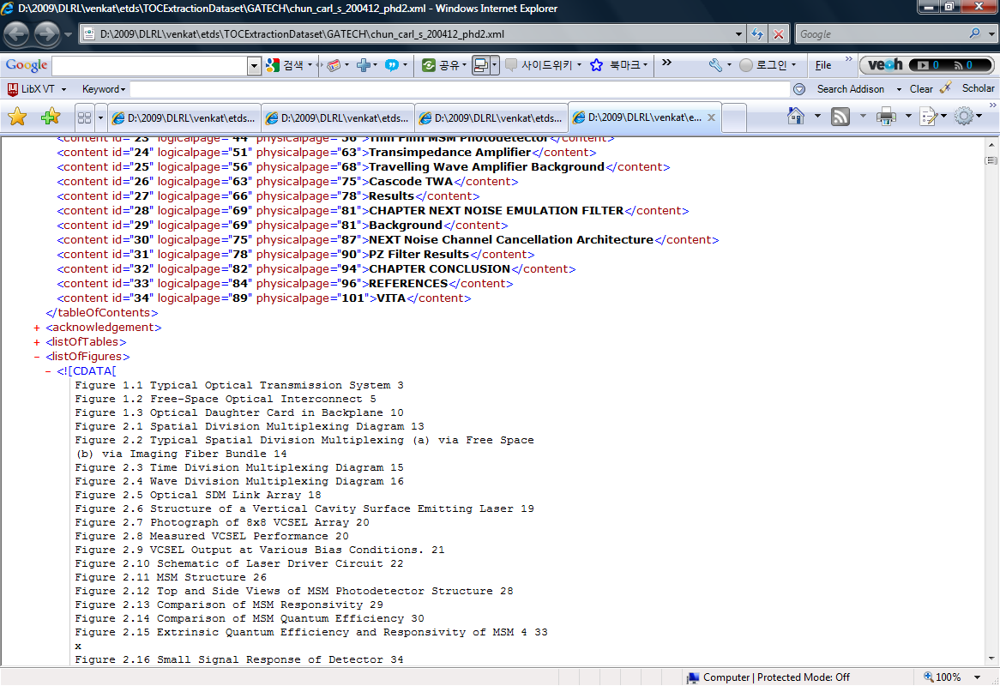 D:\2009\DLRL\venkat\etds\TOCExtractionDataset\GATECH\chun_carl_s_200412_phd2.xml - Windows Internet Explorer
D:\2009\DLRL\venkat\etds\TOCExtractionDataset\GATECH\chun_carl_s_200412_phd2.xml
Google
Google 검색 공유 사이드위키 북마크 » 로그인 File » veoh 0 0
LibX VT Keyword Search Addison Clear Scholar
D:\2009\DLRL\venkat\etds... D:\2009\DLRL\venkat\etds... D:\2009\DLRL\venkat\etds... D:\2009\DLRL\venkat\e... »
<content id="23" logicalpage="44" physicalpage="56">Thin Film MSM Photodetector</content>
<content id="24" logicalpage="51" physicalpage="63">Transimpedance Amplifier</content>
<content id="25" logicalpage="56" physicalpage="68">Travelling Wave Amplifier Background</content>
<content id="26" logicalpage="63" physicalpage="75">Cascode TWA</content>
<content id="27" logicalpage="66" physicalpage="78">Results</content>
<content id="28" logicalpage="69" physicalpage="81">CHAPTER NEXT NOISE EMULATION FILTER</content>
<content id="29" logicalpage="69" physicalpage="81">Background</content>
<content id="30" logicalpage="75" physicalpage="87">NEXT Noise Channel Cancellation Architecture</content>
<content id="31" logicalpage="78" physicalpage="90">PZ Filter Results</content>
<content id="32" logicalpage="82" physicalpage="94">CHAPTER CONCLUSION</content>
<content id="33" logicalpage="84" physicalpage="96">REFERENCES</content>
<content id="34" logicalpage="89" physicalpage="101">VITA</content>
</tableOfContents>
+ <acknowledgement>
+ <listOfTables>
- <listOfFigures>
- <![CDATA[
Figure 1.1 Typical Optical Transmission System 3
Figure 1.2 Free-Space Optical Interconnect 5
Figure 1.3 Optical Daughter Card in Backplane 10
Figure 2.1 Spatial Division Multiplexing Diagram 13
Figure 2.2 Typical Spatial Division Multiplexing (a) via Free Space
(b) via Imaging Fiber Bundle 14
Figure 2.3 Time Division Multiplexing Diagram 15
Figure 2.4 Wave Division Multiplexing Diagram 16
Figure 2.5 Optical SDM Link Array 18
Figure 2.6 Structure of a Vertical Cavity Surface Emitting Laser 19
Figure 2.7 Photograph of 8x8 VCSEL Array 20
Figure 2.8 Measured VCSEL Performance 20
Figure 2.9 VCSEL Output at Various Bias Conditions. 21
Figure 2.10 Schematic of Laser Driver Circuit 22
Figure 2.11 MSM Structure 26
Figure 2.12 Top and Side Views of MSM Photodetector Structure 28
Figure 2.13 Comparison of MSM Responsivity 29
Figure 2.14 Comparison of MSM Quantum Efficiency 30
Figure 2.15 Extrinsic Quantum Efficiency and Responsivity of MSM 4 33
x
Figure 2.16 Small Signal Response of Detector 34
Computer | Protected Mode: Off 100%